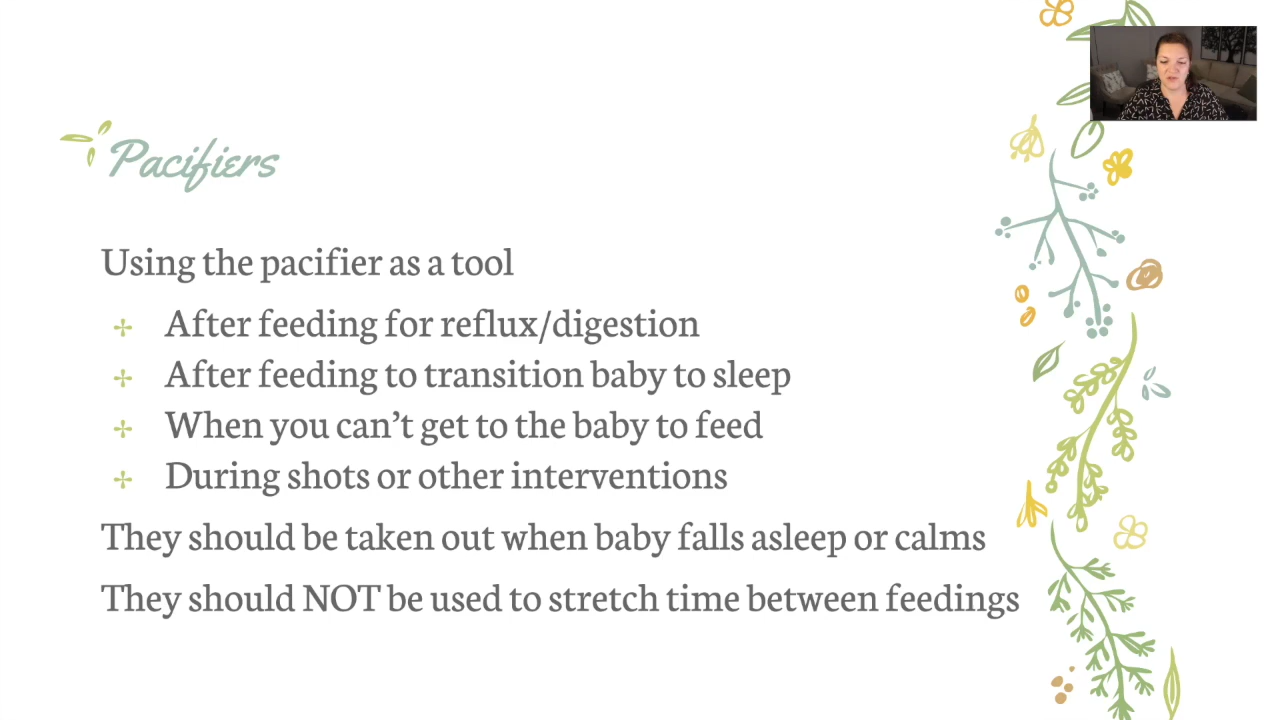 Pacifiers
Using the pacifier as a tool
After feeding for reflux/digestion
After feeding to transition baby to sleep
When you can’t get to the baby to feed
During shots or other interventions
They should be taken out when baby falls asleep or calms
They should NOT be used to stretch time between feedings